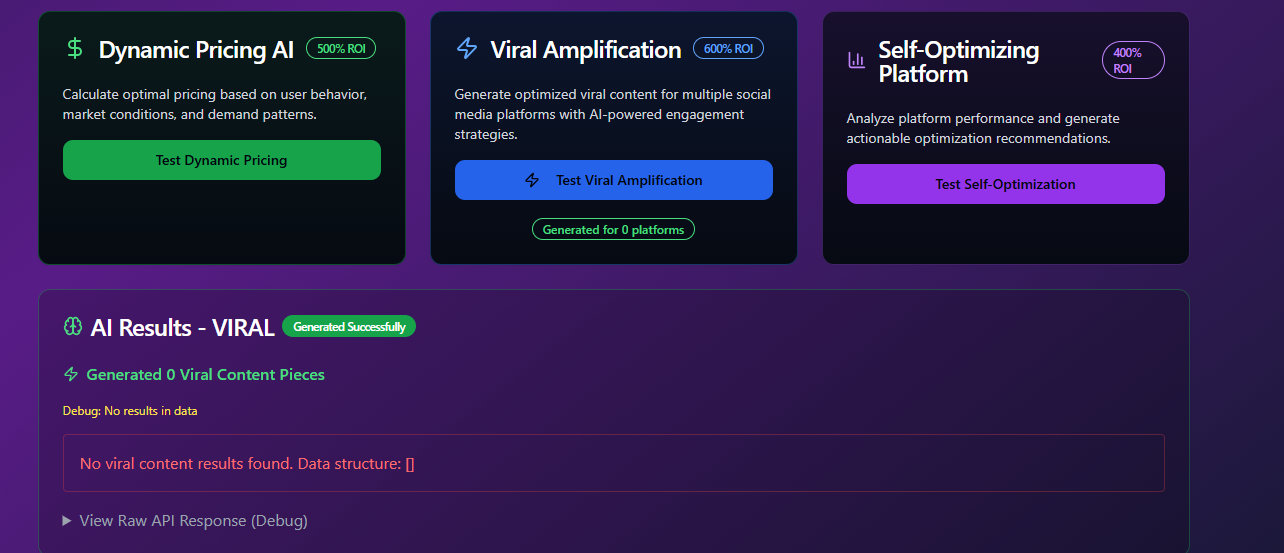 Dynamic Pricing AI
500% ROI
Calculate optimal pricing based on user behavior,
market conditions, and demand patterns.
Test Dynamic Pricing
Viral Amplification
600% ROI
Generate optimized viral content for multiple social
media platforms with AI-powered engagement
strategies.
Test Viral Amplification
Generated for 0 platforms
Self-Optimizing
Platform
400%
ROI
Analyze platform performance and generate
actionable optimization recommendations.
Test Self-Optimization
AI Results - VIRAL
Generated Successfully
Generated 0 Viral Content Pieces
Debug: No results in data
No viral content results found. Data structure: []
View Raw API Response (Debug)